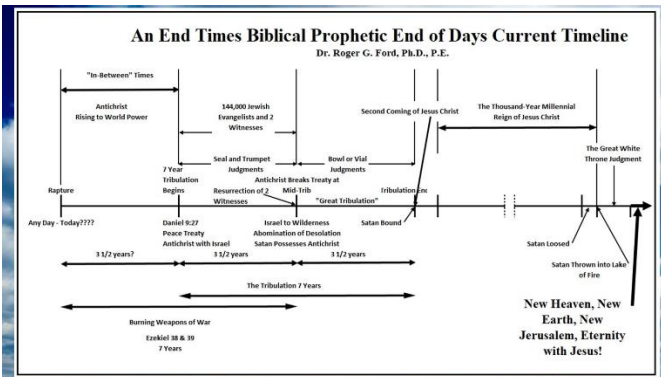 An End Times Biblical Prophetic End of Days Current Timeline
Dr. Roger G. Ford, Ph.D., P.E.
"In-Between" Times
Antichrist
Rising to World Power
144,000 Jewish
Evangelists and 2
Witnesses
Second Coming of Jesus Christ
The Thousand-Year Millennial
Reign of Jesus Christ
The Great White
Throne Judgment
Seal and Trumpet
Judgments
Bowl or Vial
Judgments
Rapture
7 Year
Tribulation
Begins
Antichrist Breaks Treaty at
Mid-Trib
Resurrection of 2
Witnesses
"Great Tribulation"
Tribulation End
Any Day - Today????
Daniel 9:27
Peace Treaty
Antichrist with Israel
Israel to Wilderness
Abomination of Desolation
Satan Possesses Antichrist
Satan Bound
Satan Loosed
Satan Thrown into Lake
of Fire
3 1/2 years?
3 1/2 years
3 1/2 years
The Tribulation 7 Years
Burning Weapons of War
Ezekiel 38 & 39
7 Years
New Heaven, New
Earth, New
Jerusalem, Eternity
with Jesus!